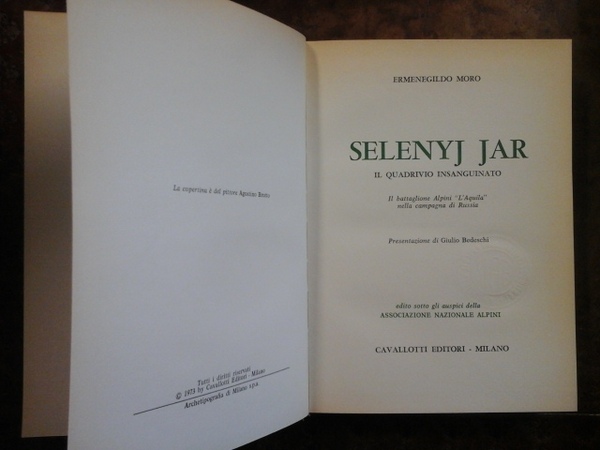 La copertina è del pittore Agostino Benfu
Tutti i diritti riservati
© 1973 by Cavallotti Editori - Milano
Archetipografia di Milano s.p.a.
ERMENEGILDO MORO
SELENYJ JAR
IL QUADRIVIO INSANGUINATO
Il battaglione Alpini "L'Aquila"
nella campagna di Russia
Presentazione di Giulio Bedeschi
edito sotto gli auspici della
ASSOCIAZIONE NAZIONALE ALPINI
CAVALLOTTI EDITORI - MILANO